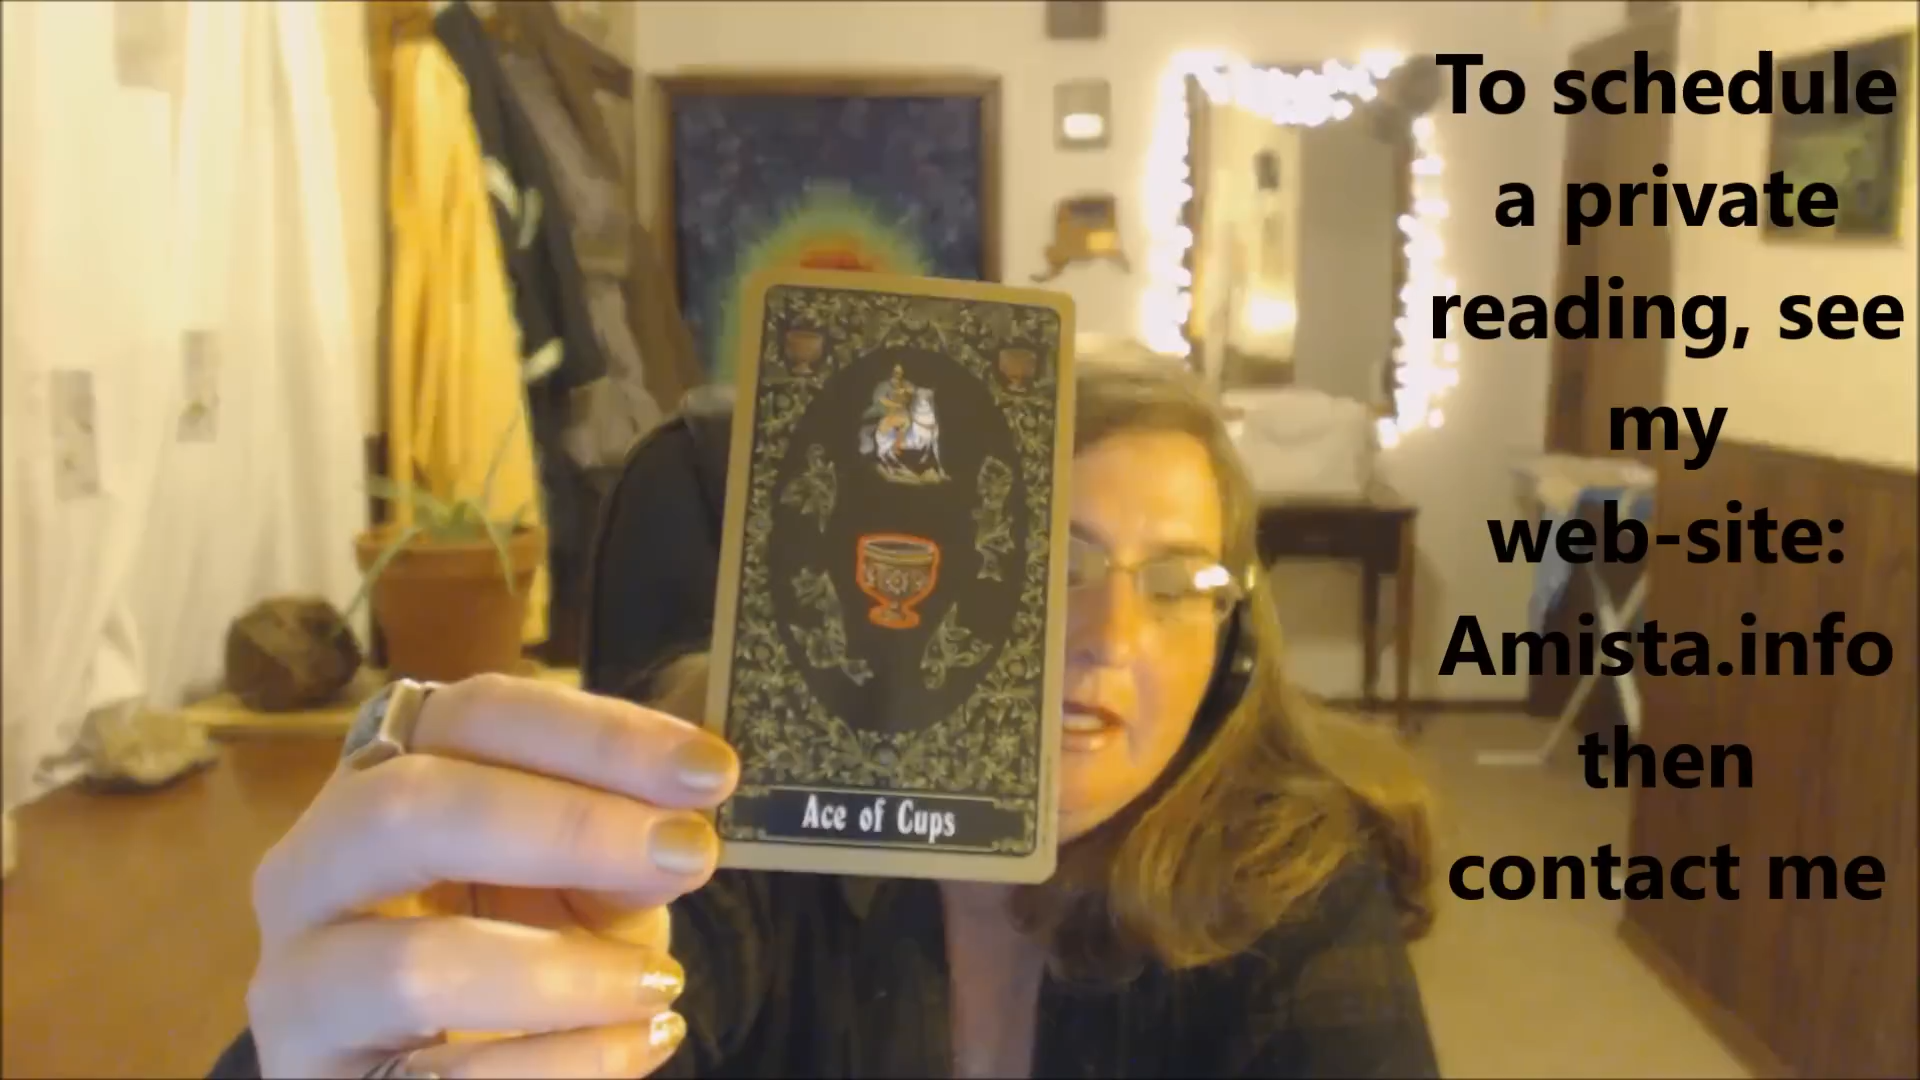 To schedule
a private
reading, see
my
web-site:
Amista.info
then
contact me
Ace of Cups